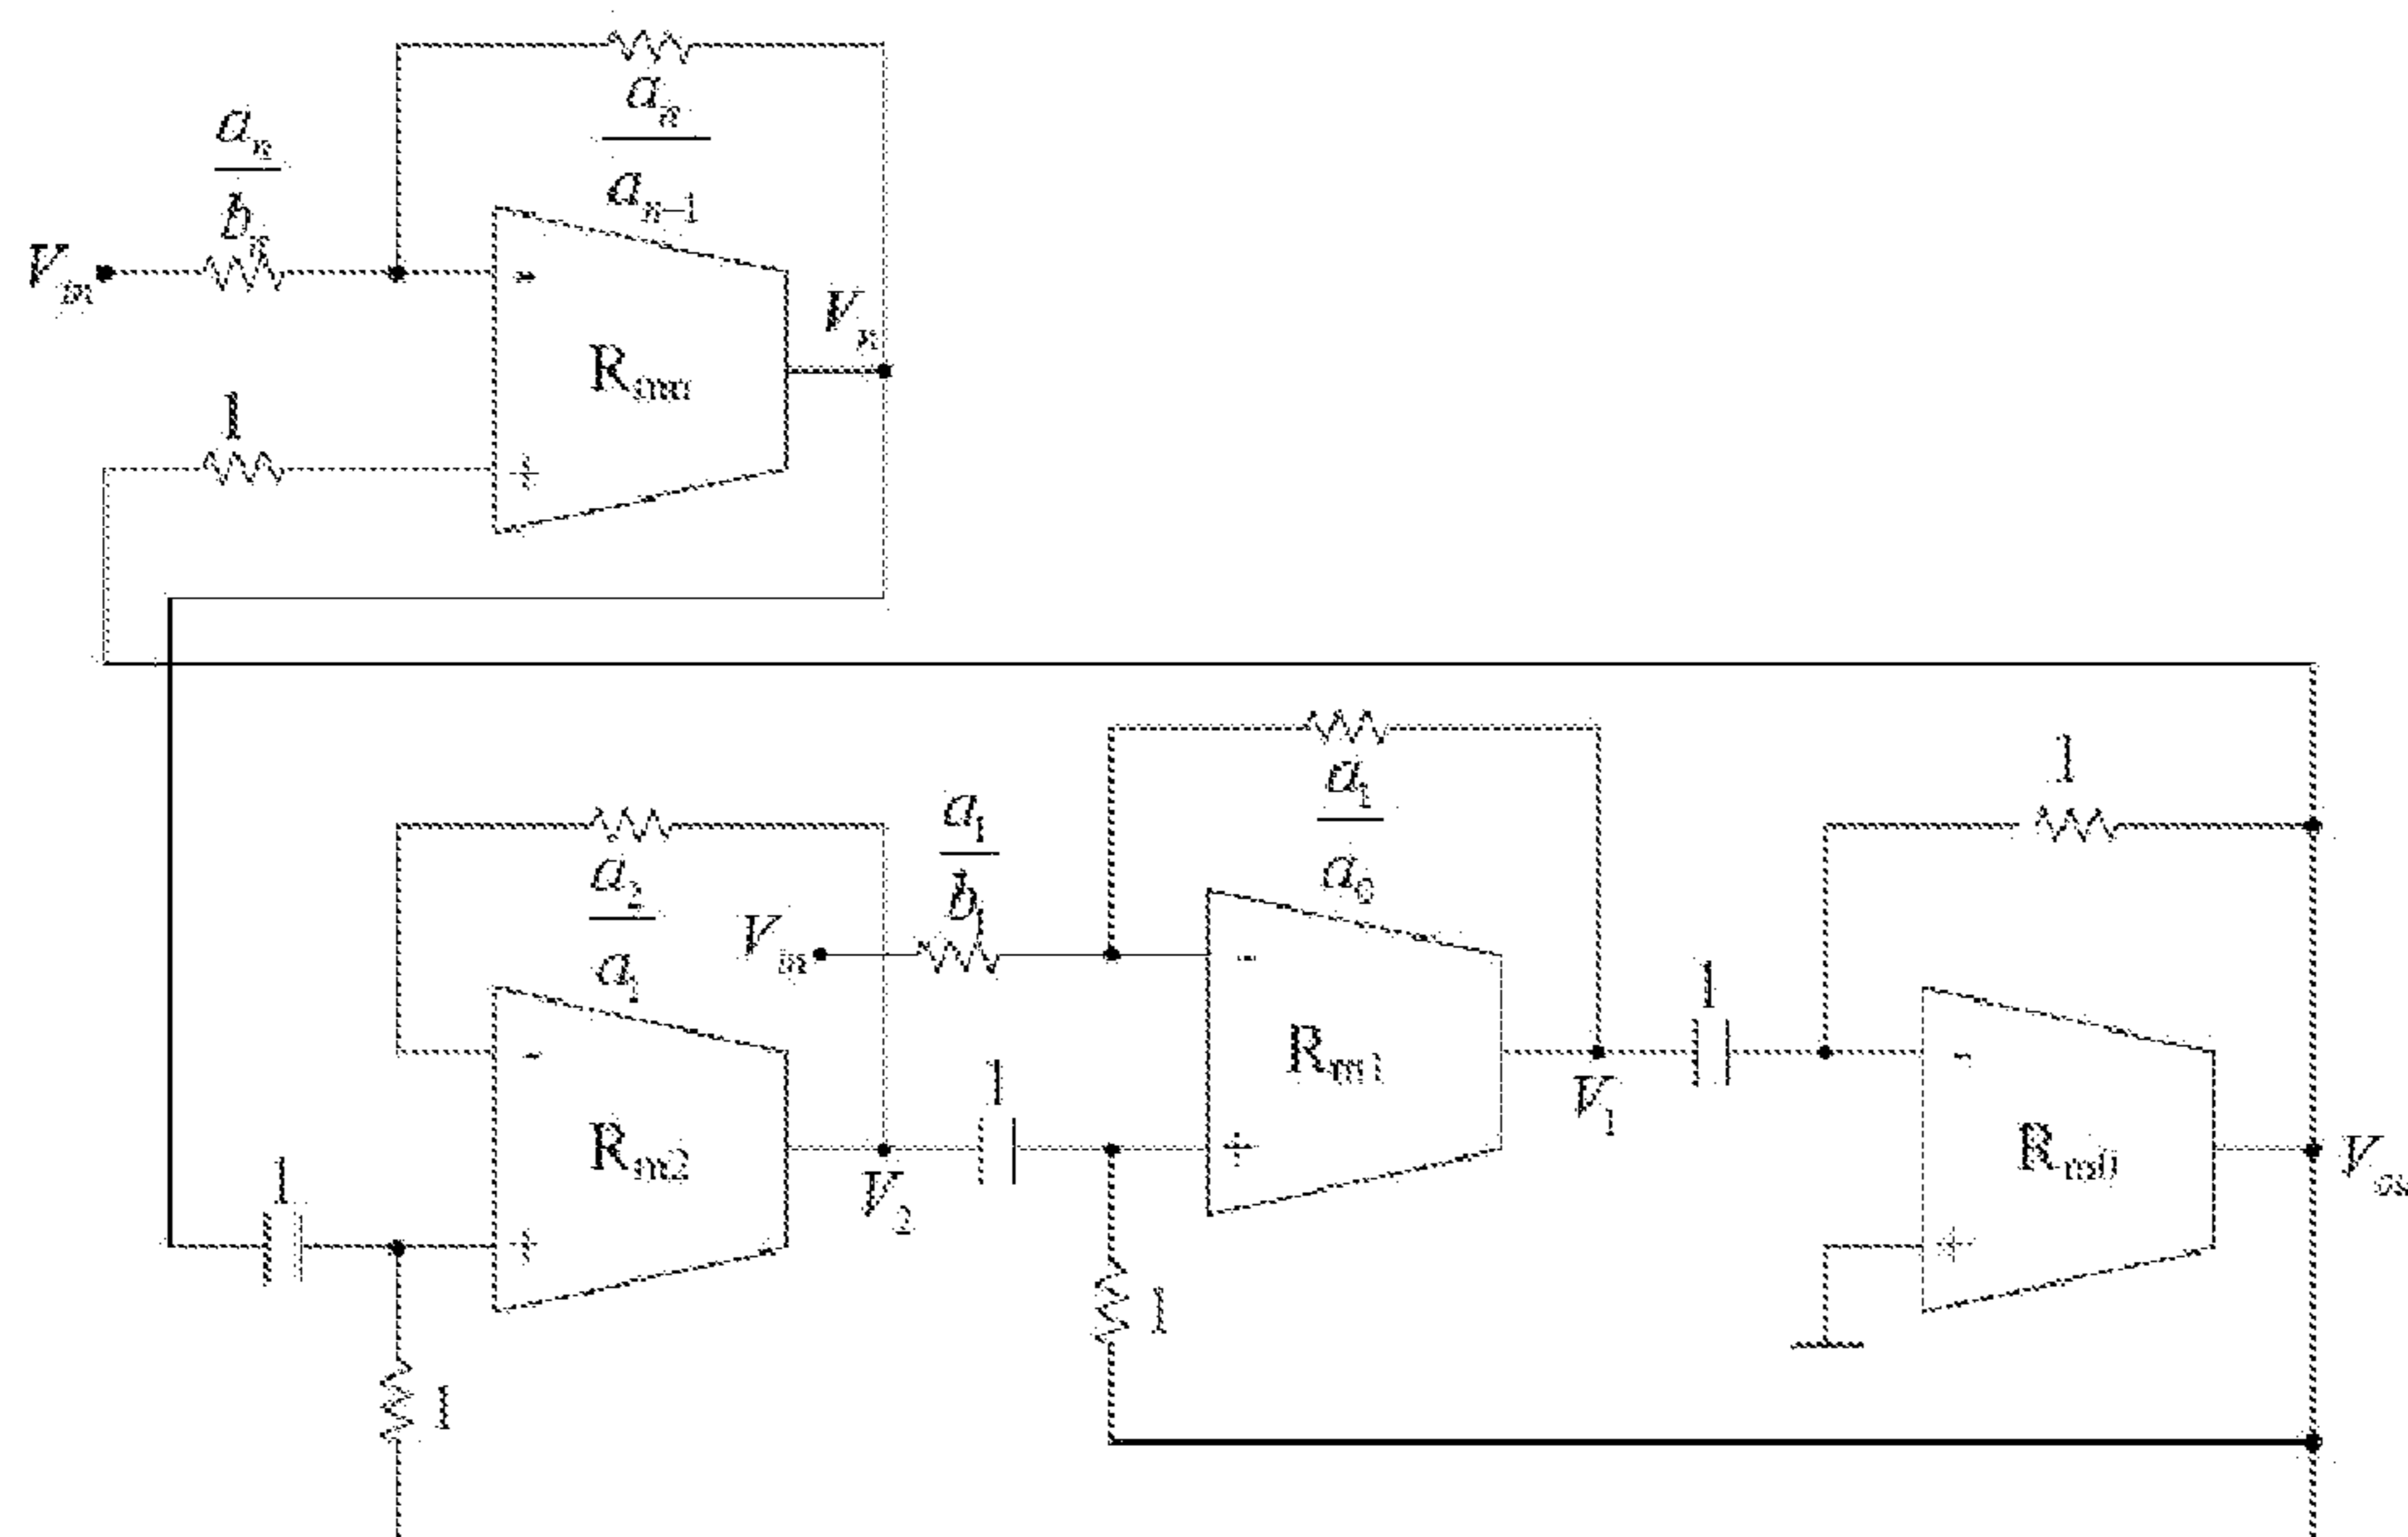 a_n
a_n
a_{n-1}
b_n
V_in
-
V_n
R_mn
1
+
1
a_1
a_0
a_1
b_1
a_2
a_1
V_in
-
R_m1
1
V_1
-
R_m2
1
V_2
+
-
R_m0
V_ou
1
+
+
1
1